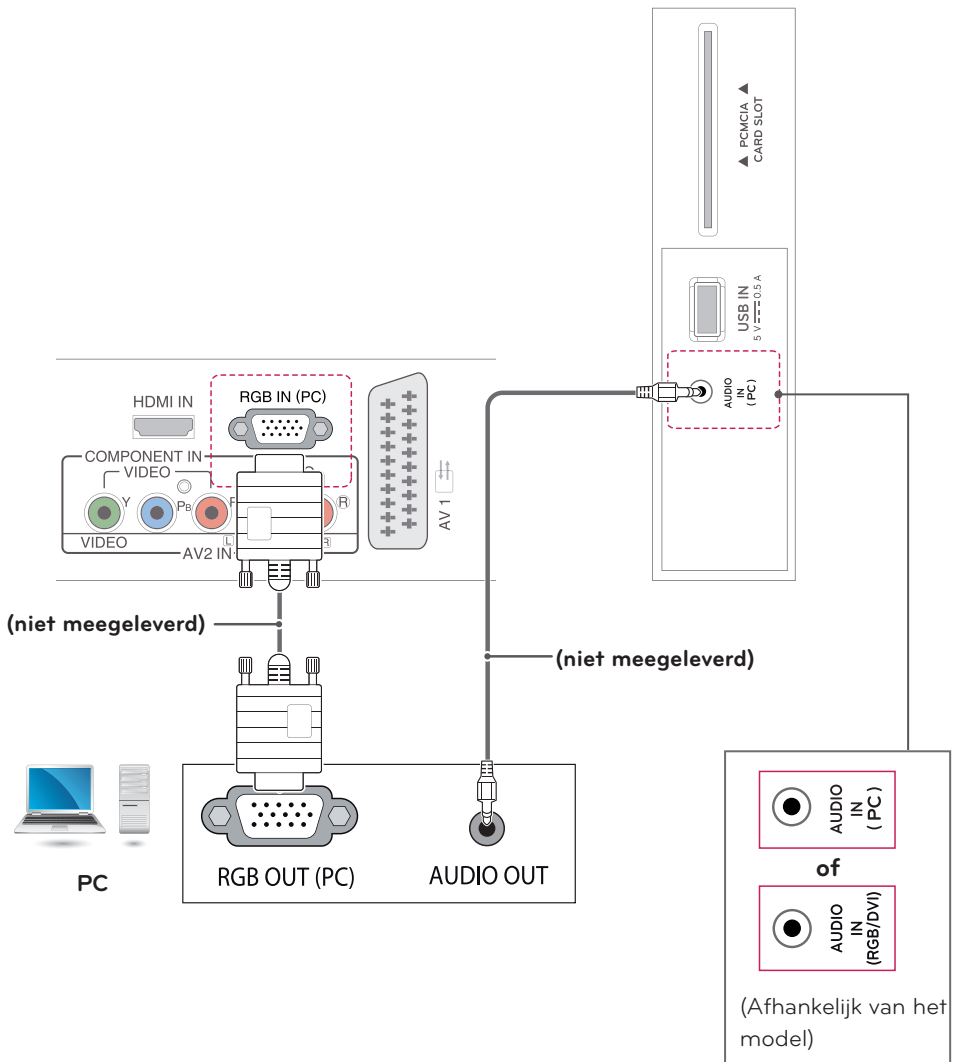 ▲ PCMCIA ▲
CARD SLOT
USB IN
5 V 0.5 A
AUDIO
IN
(PC)
HDMI IN
RGB IN (PC)
COMPONENT IN
VIDEO
Y
PB
R
VIDEO
AV2 IN
L
R
AV 1
(niet meegeleverd)
(niet meegeleverd)
PC
RGB OUT (PC)
AUDIO OUT
AUDIO
IN
(PC)
of
AUDIO
IN
(RGB/DVI)
(Afhankelijk van het
model)